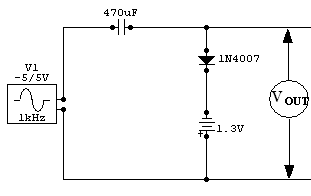 470uF
V1
-5/5V
1kHz
1N4007
VOUT
+
1.3V